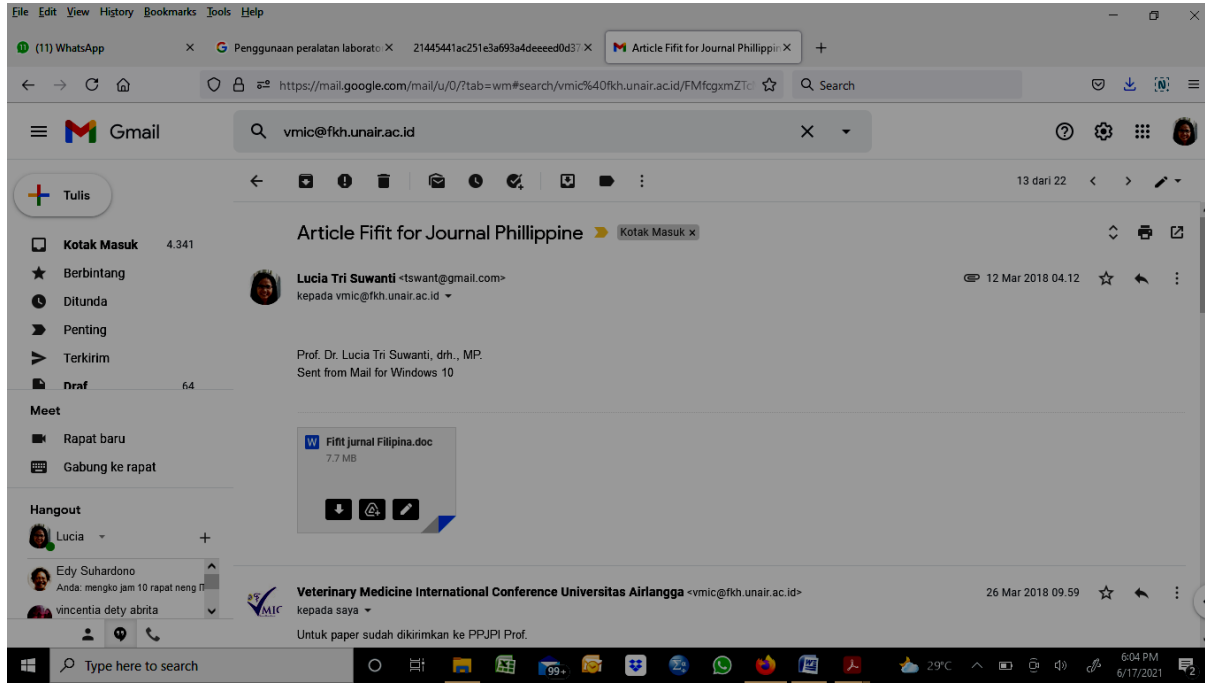 File Edit View History Bookmarks Tools Help
(11) WhatsApp
Penggunaan peralatan laborato
21445441ac251e3a693a4deeeed0d37
Article Fifit for Journal Phillippin
https://mail.google.com/mail/u/0/?tab=wm#search/vmic%40fkh.unair.ac.id/FMfcgxmZTc
Search
Gmail
vmic@fkh.unair.ac.id
Tulis
13 dari 22
Kotak Masuk 4.341
Berbintang
Ditunda
Penting
Terkirim
Draf 64
Meet
Rapat baru
Gabung ke rapat
Hangout
Lucia
Edy Suhardono
Anda: mengko jam 10 rapat neng
vincentia dety abrita
Article Fifit for Journal Phillippine Kotak Masuk x
Lucia Tri Suwanti <tswant@gmail.com> 12 Mar 2018 04.12
kepada vmic@fkh.unair.ac.id
Prof. Dr. Lucia Tri Suwanti, drh., MP.
Sent from Mail for Windows 10
W Fifit jurnal Filipina.doc
7.7 MB
VMIC
Veterinary Medicine International Conference Universitas Airlangga <vmic@fkh.unair.ac.id> 26 Mar 2018 09.59
kepada saya
Untuk paper sudah dikirimkan ke PPJPI Prof.
Type here to search
99+
29°C
6:04 PM
6/17/2021
2